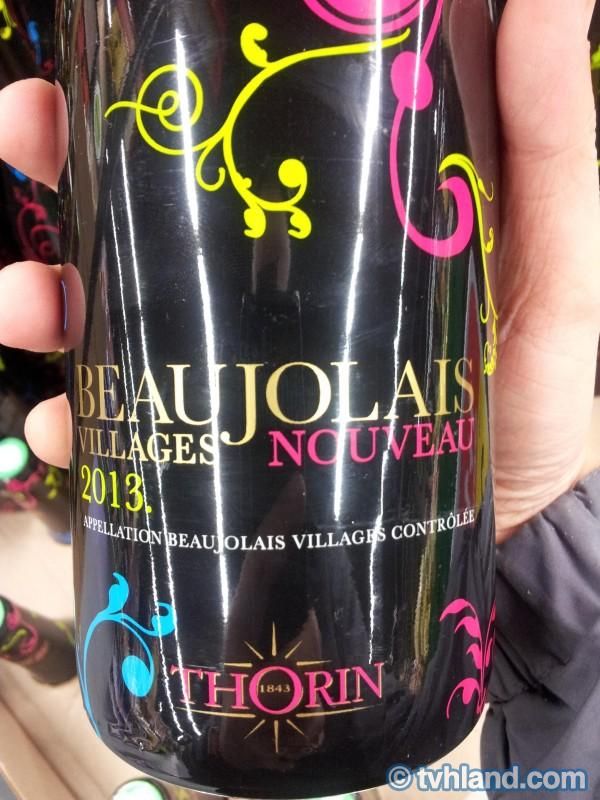 BEAUJOLAIS
VILLAGES NOUVEAU
2013.
APPELLATION BEAUJOLAIS VILLAGES CONTRÔLÉE
THORIN
1843
© tvhland.com